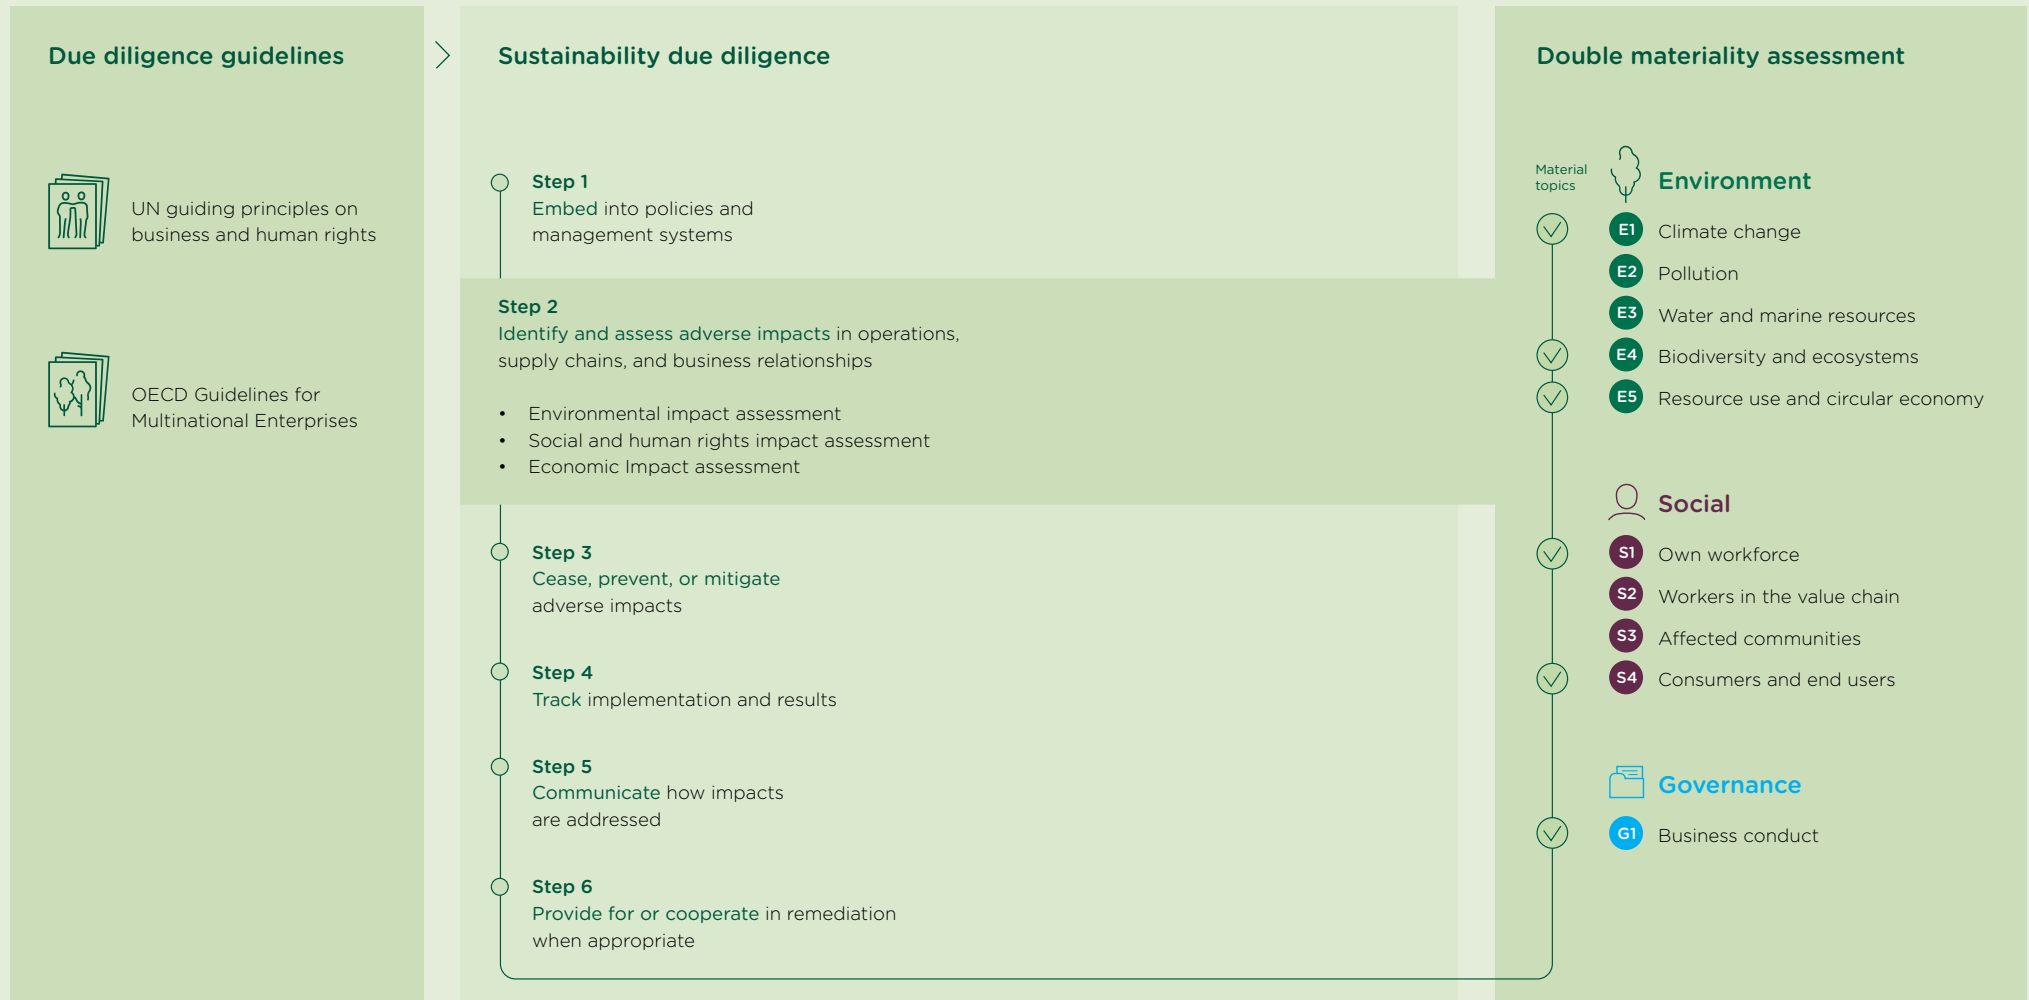 Due diligence guidelines
UN guiding principles on
business and human rights
OECD Guidelines for
Multinational Enterprises
Sustainability due diligence
Step 1
Embed into policies and
management systems
Step 2
Identify and assess adverse impacts in operations,
supply chains, and business relationships
• Environmental impact assessment
• Social and human rights impact assessment
• Economic Impact assessment
Step 3
Cease, prevent, or mitigate
adverse impacts
Step 4
Track implementation and results
Step 5
Communicate how impacts
are addressed
Step 6
Provide for or cooperate in remediation
when appropriate
Double materiality assessment
Material
topics
Environment
E1 Climate change
E2 Pollution
E3 Water and marine resources
E4 Biodiversity and ecosystems
E5 Resource use and circular economy
Social
S1 Own workforce
S2 Workers in the value chain
S3 Affected communities
S4 Consumers and end users
Governance
G1 Business conduct